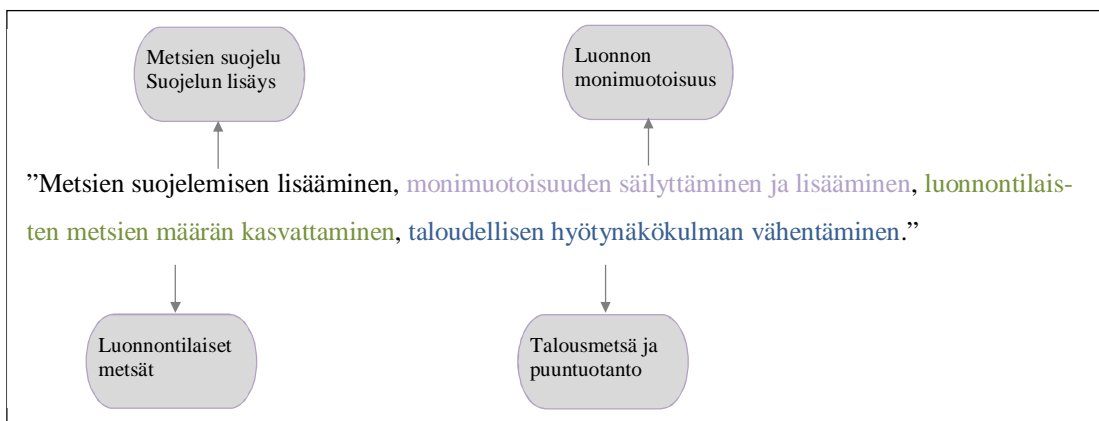 Metsien suojelu
Suojelun lisäys
Luonnon
monimuotoisuus
”Metsien suojelemisen lisääminen, monimuotoisuuden säilyttäminen ja lisääminen, luonnontilais-
ten metsien määrän kasvattaminen, taloudellisen hyötynäkökulman vähentäminen.”
Luonnontilaiset
metsät
Talousmetsä ja
puuntuotanto